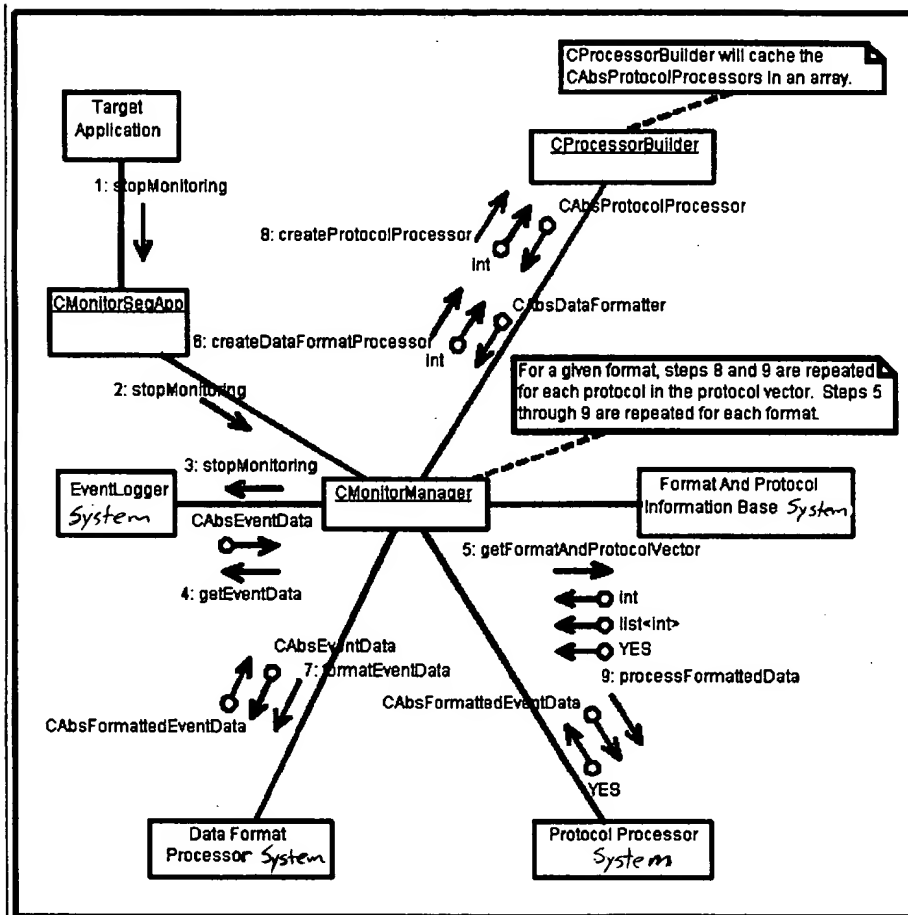 CProcessorBuilder will cache the
CAbsProtocolProcessors in an array.
Target
Application
CProcessorBuilder
1: stopMonitoring
CAbsProtocolProcessor
8: createProtocolProcessor
int
CMonitorSegApp
CAbsDataFormatter
6: createDataFormatProcessor
int
For a given format, steps 8 and 9 are repeated
for each protocol in the protocol vector. Steps 5
through 9 are repeated for each format.
2: stopMonitoring
3: stopMonitoring
EventLogger
System
CMonitorManager
Format And Protocol
Information Base System
CAbsEventData
5: getFormatAndProtocolVector
4: getEventData
int
list<int>
YES
CAbsEventData
7: formatEventData
9: processFormattedData
CAbsFormattedEventData
CAbsFormattedEventData
YES
Data Format
Processor System
Protocol Processor
System